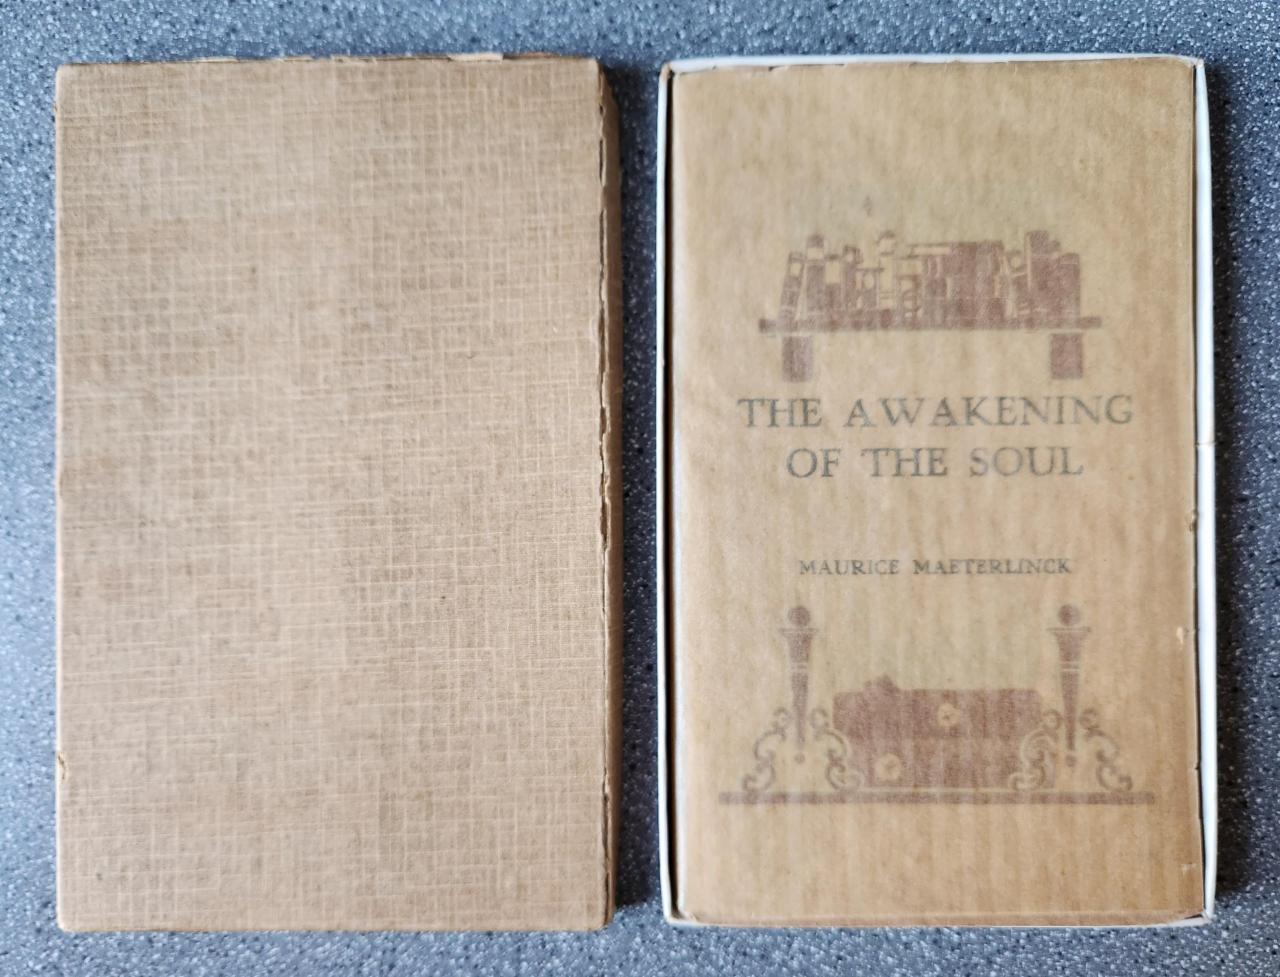 THE AWAKENING
OF THE SOUL
MAURICE MAETERLINCK